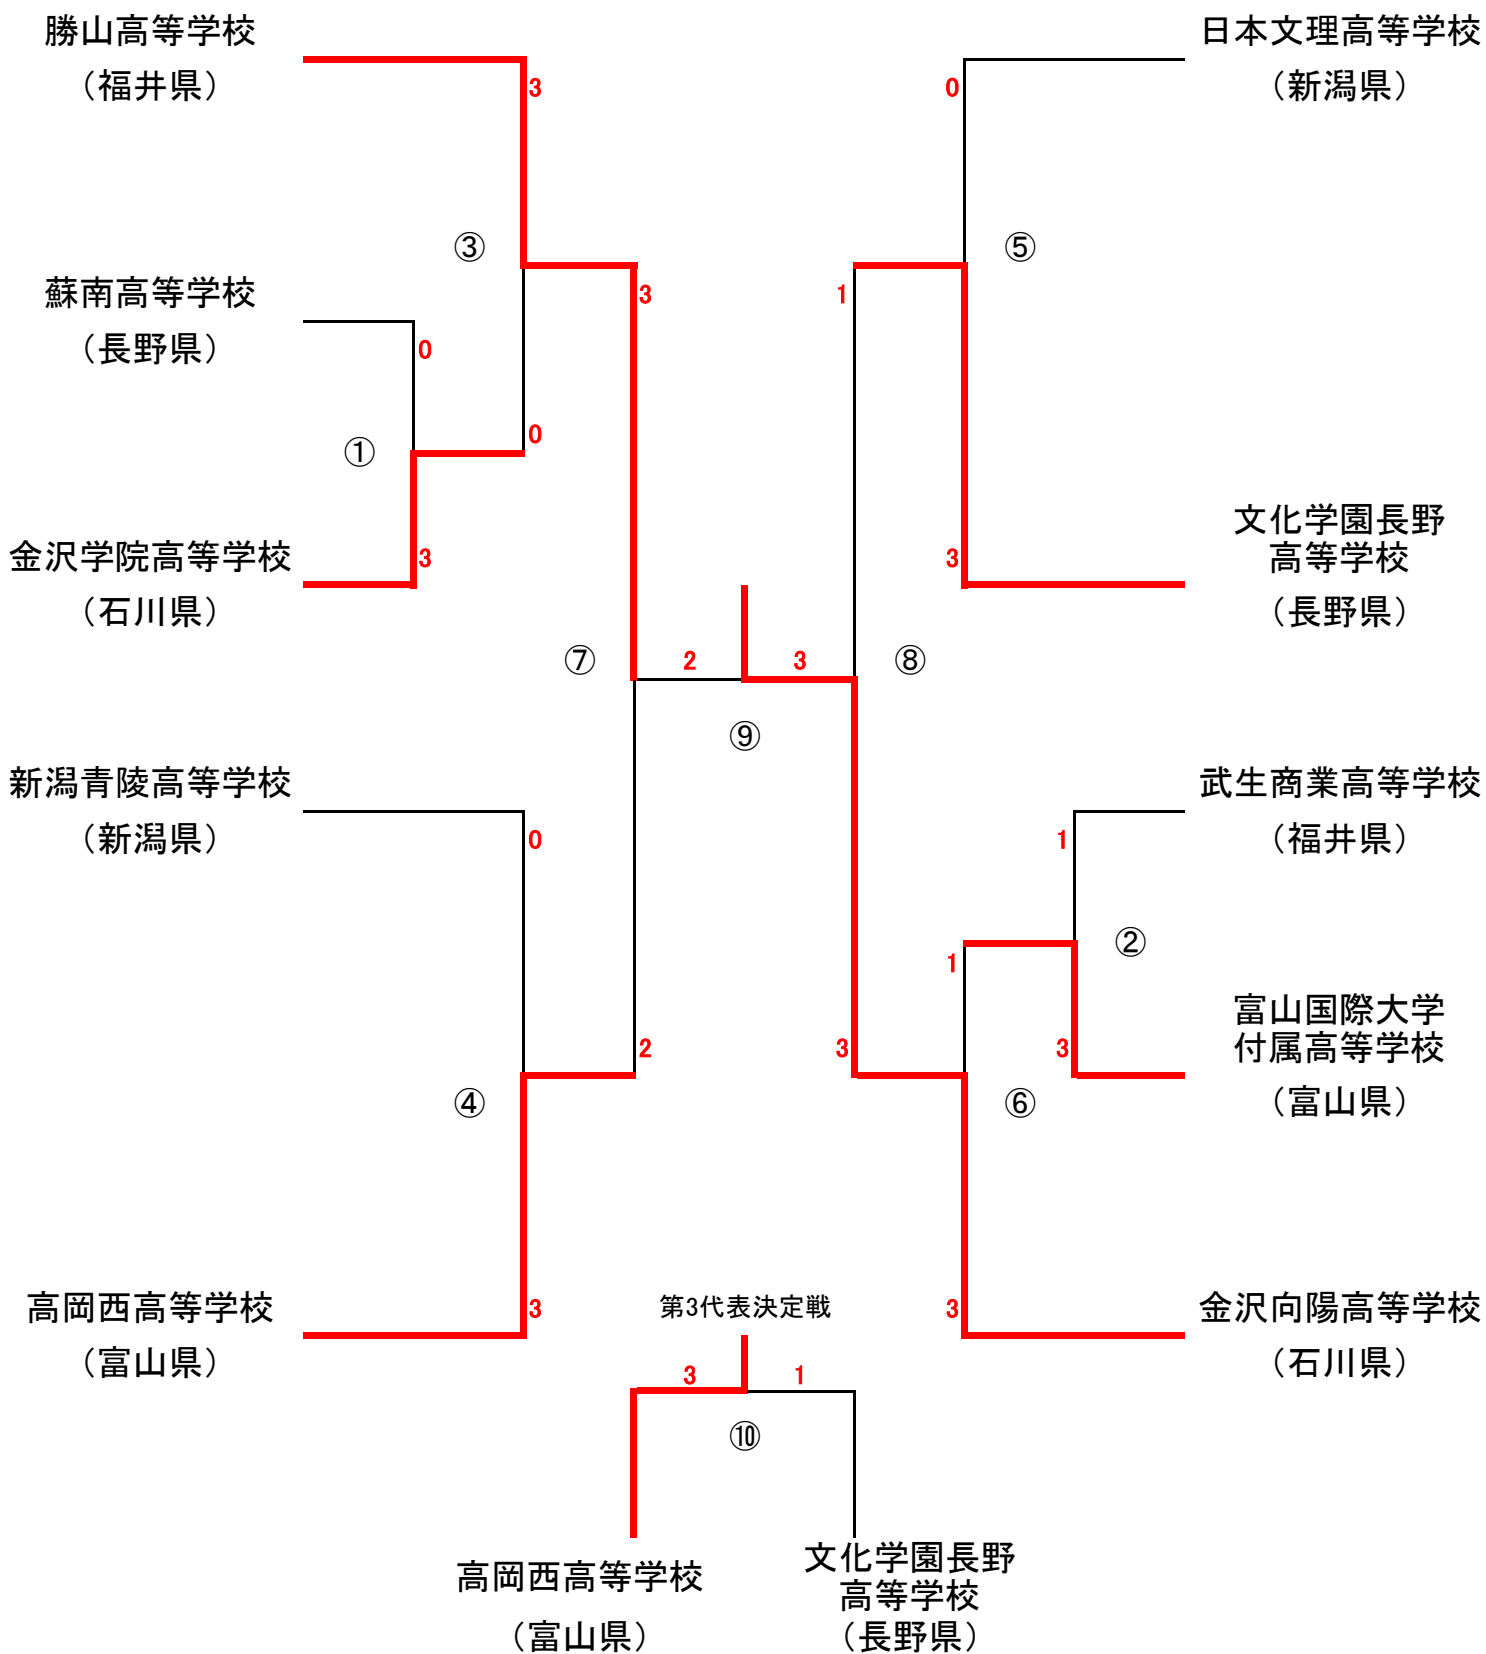 勝山高等学校
（福井県）
3
③
蘇南高等学校
（長野県）
0
①
0
金沢学院高等学校
（石川県）
3
3
⑦
新潟青陵高等学校
（新潟県）
0
④
2
高岡西高等学校
（富山県）
3
2
3
⑨
日本文理高等学校
（新潟県）
0
⑤
1
文化学園長野
高等学校
（長野県）
3
⑧
武生商業高等学校
（福井県）
1
②
1
富山国際大学
付属高等学校
（富山県）
3
3
⑥
金沢向陽高等学校
（石川県）
3
第3代表決定戦
3
1
⑩
高岡西高等学校
（富山県）
文化学園長野
高等学校
（長野県）